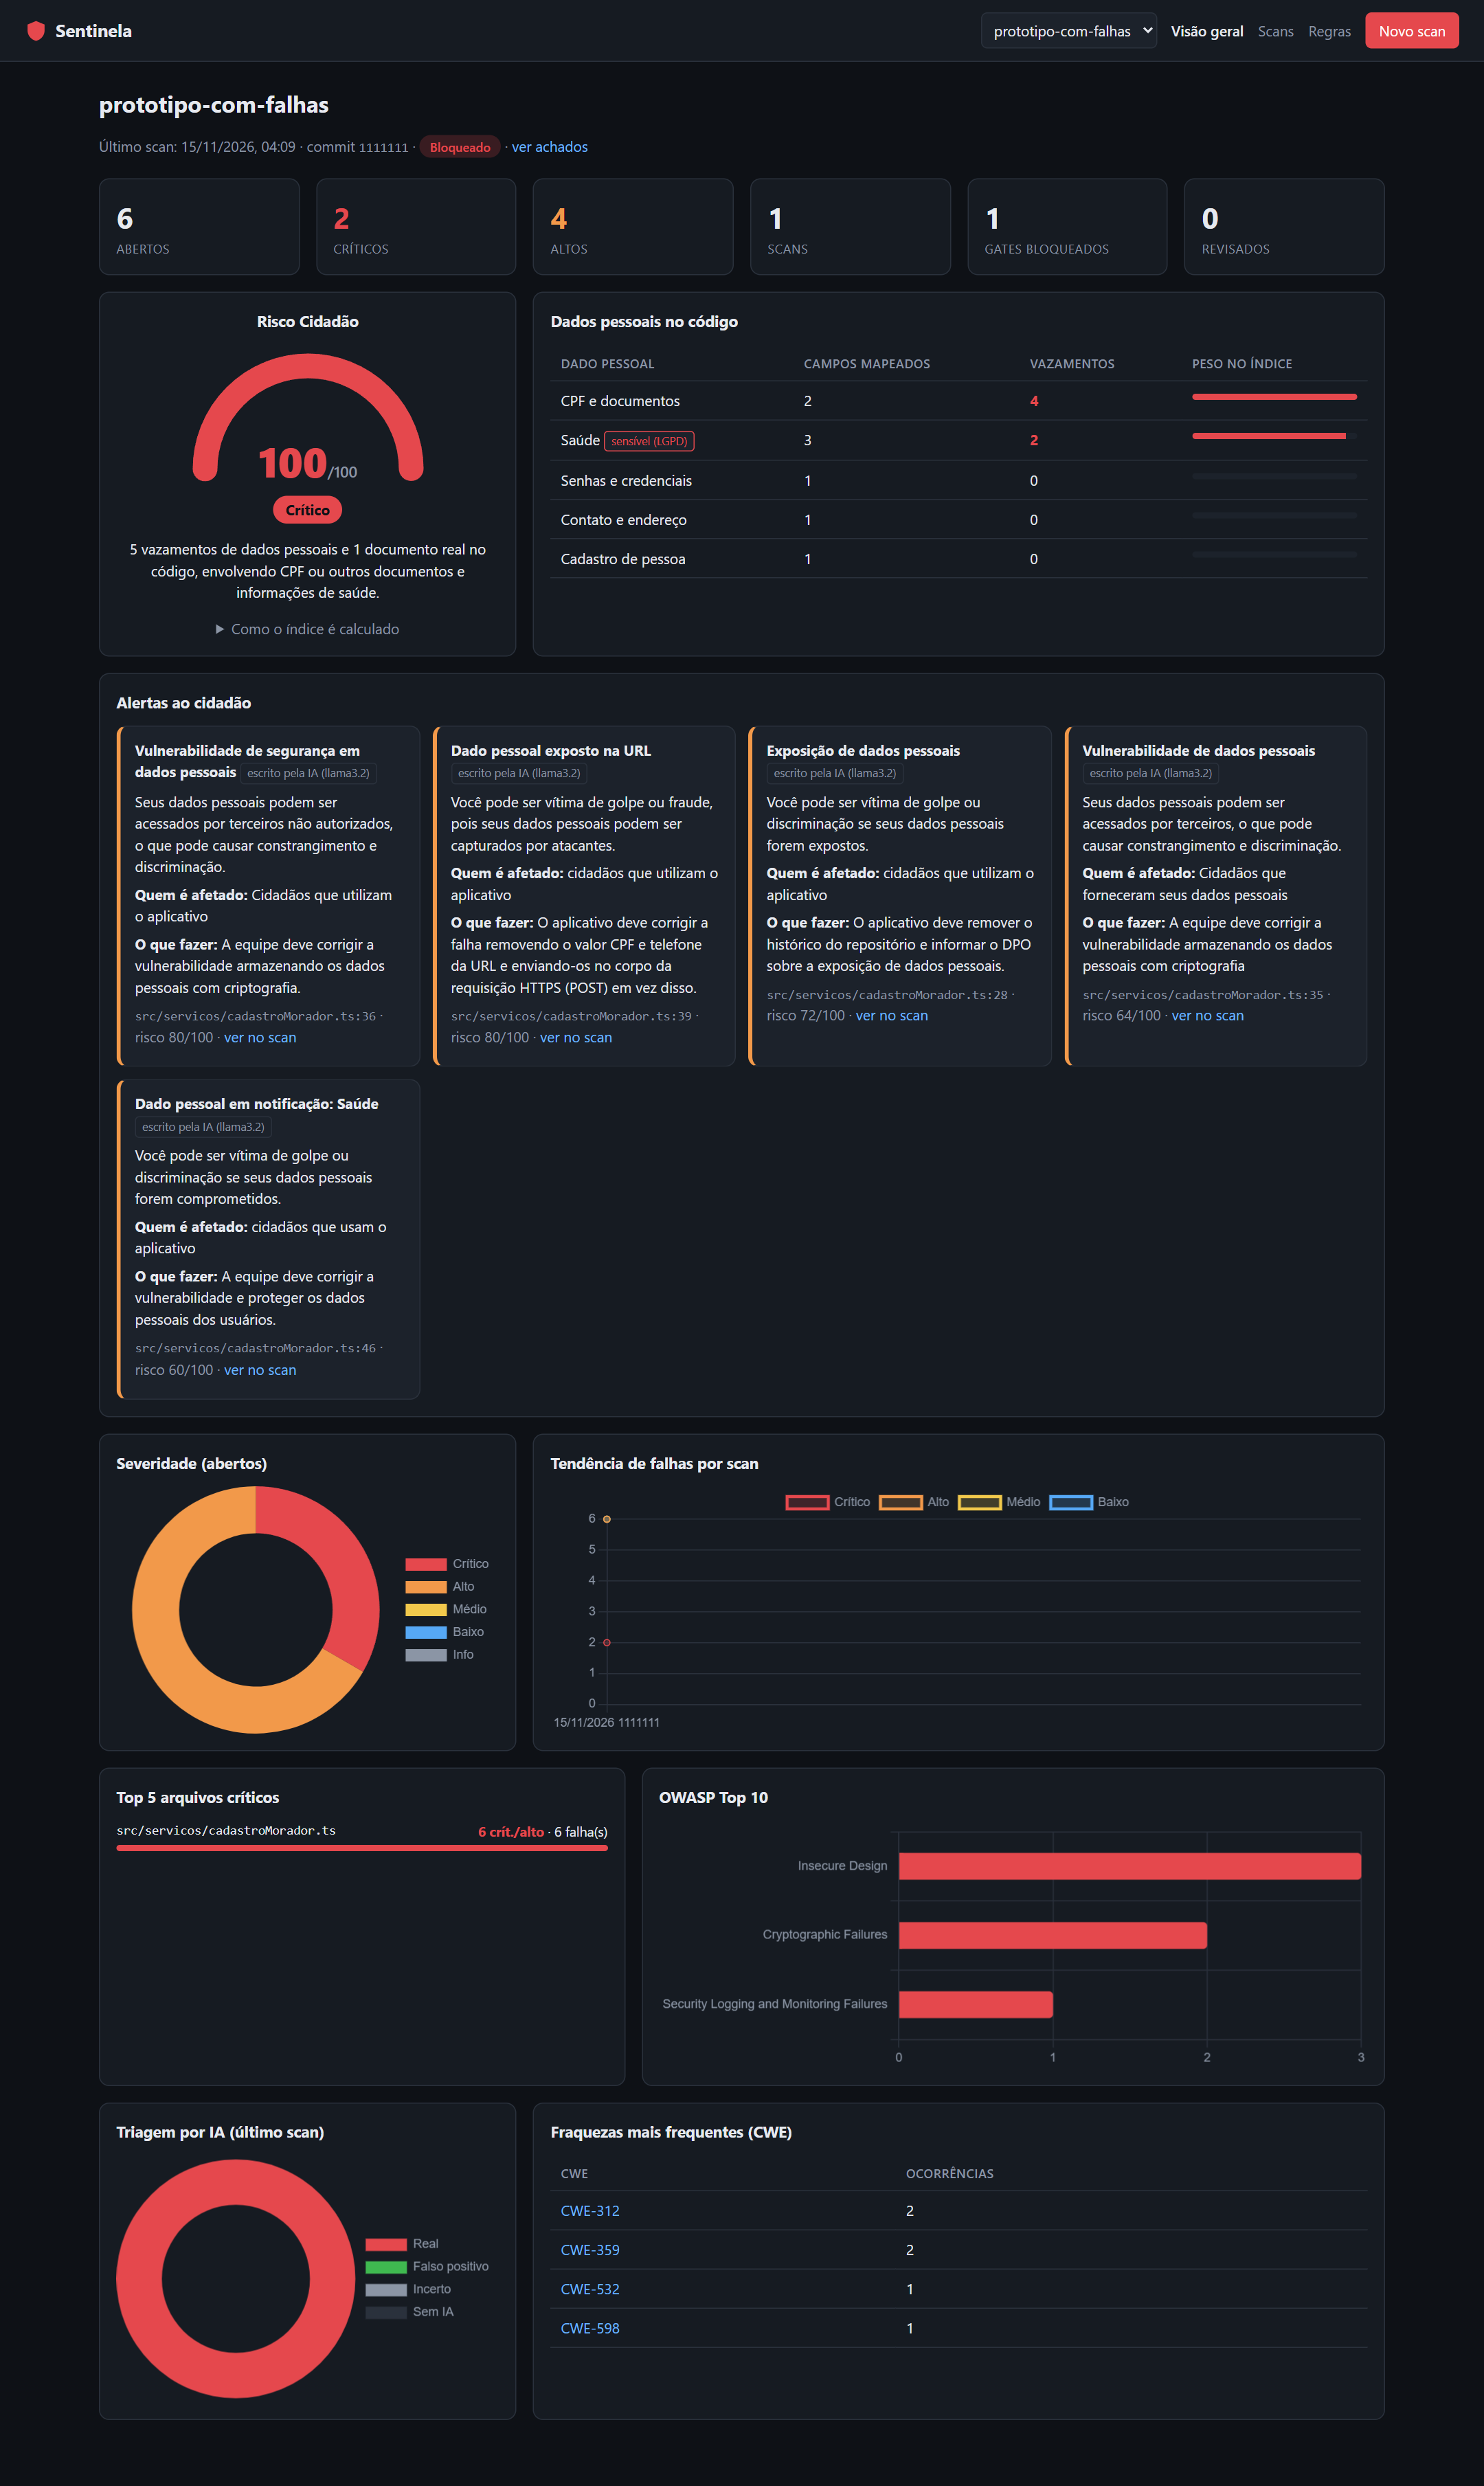 Sentinela
prototipo-com-falhas
Visão geral
Scans
Regras
Novo scan
prototipo-com-falhas
Último scan: 15/11/2026, 04:09 · commit 1111111 · Bloqueado · ver achados
6
ABERTOS
2
CRÍTICOS
4
ALTOS
1
SCANS
1
GATES BLOQUEADOS
0
REVISADOS
Risco Cidadão
100/100
Crítico
5 vazamentos de dados pessoais e 1 documento real no
código, envolvendo CPF ou outros documentos e
informações de saúde.
▶ Como o índice é calculado
Dados pessoais no código
DADO PESSOAL CAMPOS MAPEADOS VAZAMENTOS PESO NO ÍNDICE
CPF e documentos 2 4
Saúde sensível (LGPD) 3 2
Senhas e credenciais 1 0
Contato e endereço 1 0
Cadastro de pessoa 1 0
Alertas ao cidadão
Vulnerabilidade de segurança em
dados pessoais escrito pela IA (llama3.2)
Seus dados pessoais podem ser
acessados por terceiros não autorizados,
o que pode causar constrangimento e
discriminação.
Quem é afetado: Cidadãos que utilizam
o aplicativo
O que fazer: A equipe deve corrigir a
vulnerabilidade armazenando os dados
pessoais com criptografia.
src/servicos/cadastroMorador.ts:36 ·
risco 80/100 · ver no scan
Dado pessoal exposto na URL
escrito pela IA (llama3.2)
Você pode ser vítima de golpe ou fraude,
pois seus dados pessoais podem ser
capturados por atacantes.
Quem é afetado: cidadãos que utilizam o
aplicativo
O que fazer: O aplicativo deve corrigir a
falha removendo o valor CPF e telefone
da URL e enviando-os no corpo da
requisição HTTPS (POST) em vez disso.
src/servicos/cadastroMorador.ts:39 ·
risco 80/100 · ver no scan
Exposição de dados pessoais
escrito pela IA (llama3.2)
Você pode ser vítima de golpe ou
discriminação se seus dados pessoais
forem expostos.
Quem é afetado: cidadãos que utilizam o
aplicativo
O que fazer: O aplicativo deve remover o
histórico do repositório e informar o DPO
sobre a exposição de dados pessoais.
src/servicos/cadastroMorador.ts:28 ·
risco 72/100 · ver no scan
Vulnerabilidade de dados pessoais
escrito pela IA (llama3.2)
Seus dados pessoais podem ser
acessados por terceiros, o que pode
causar constrangimento e discriminação.
Quem é afetado: Cidadãos que
forneceram seus dados pessoais
O que fazer: A equipe deve corrigir a
vulnerabilidade armazenando os dados
pessoais com criptografia
src/servicos/cadastroMorador.ts:35 ·
risco 64/100 · ver no scan
Dado pessoal em notificação: Saúde
escrito pela IA (llama3.2)
Você pode ser vítima de golpe ou
discriminação se seus dados pessoais
forem comprometidos.
Quem é afetado: cidadãos que usam o
aplicativo
O que fazer: A equipe deve corrigir a
vulnerabilidade e proteger os dados
pessoais dos usuários.
src/servicos/cadastroMorador.ts:46 ·
risco 60/100 · ver no scan
Severidade (abertos)
Crítico
Alto
Médio
Baixo
Info
Tendência de falhas por scan
Crítico Alto Médio Baixo
6
5
4
3
2
1
0
15/11/2026 1111111
Top 5 arquivos críticos
src/servicos/cadastroMorador.ts 6 crít./alto · 6 falha(s)
OWASP Top 10
Insecure Design
Cryptographic Failures
Security Logging and Monitoring Failures
0 1 2 3
Triagem por IA (último scan)
Real
Falso positivo
Incerto
Sem IA
Fraquezas mais frequentes (CWE)
CWE OCORRÊNCIAS
CWE-312 2
CWE-359 2
CWE-532 1
CWE-598 1